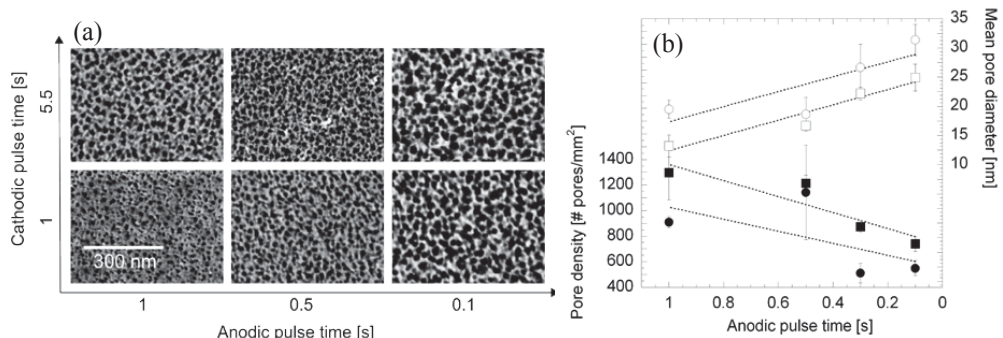 (a)
Cathodic pulse time [s]
5.5
1
300 nm
1
0.5
0.1
Anodic pulse time [s]
(b)
Pore density [# pores/mm²]
1400
1200
1000
800
600
400
35
30
25
20
15
10
Mean pore diameter [nm]
1
0.8
0.6
0.4
0.2
0
Anodic pulse time [s]